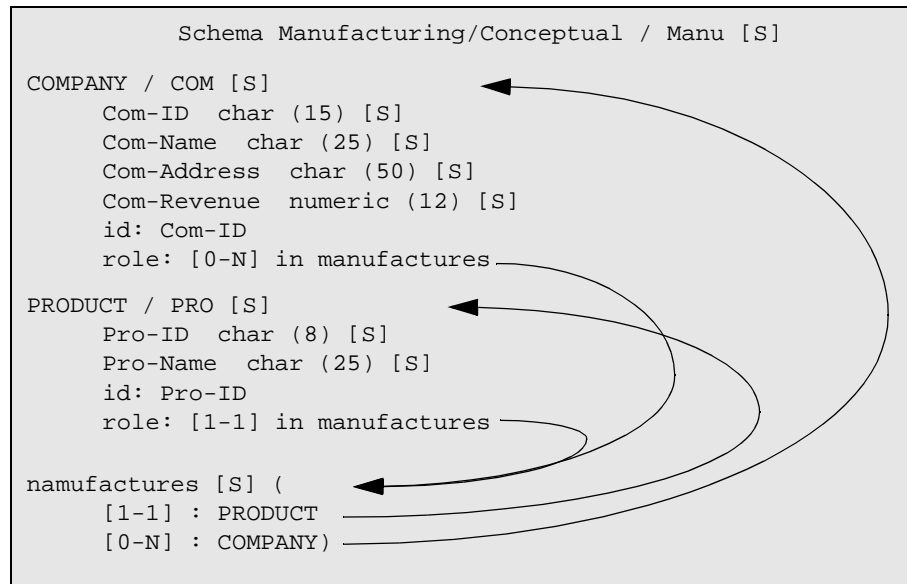 Schema Manufacturing/Conceptual / Manu [S]
COMPANY / COM [S]
Com-ID char (15) [S]
Com-Name char (25) [S]
Com-Address char (50) [S]
Com-Revenue numeric (12) [S]
id: Com-ID
role: [0-N] in manufactures
PRODUCT / PRO [S]
Pro-ID char (8) [S]
Pro-Name char (25) [S]
id: Pro-ID
role: [1-1] in manufactures
namufactures [S] (
[1-1] : PRODUCT
[0-N] : COMPANY)